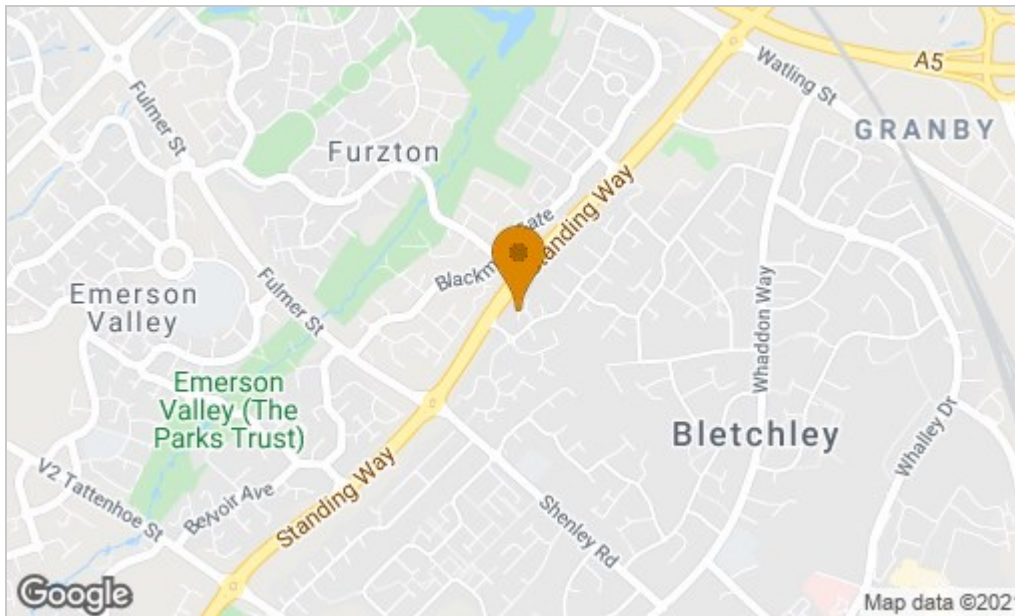 A5
Watling St
GRANBY
Fulmer St
Furzton
Standing Way
Emerson
Valley
Fulmer St
Whaddon Way
Emerson
Valley (The
Parks Trust)
Bletchley
Whalley Dr
V2 Tattenhoe St
Belvoir Ave
Standing Way
Shenley Rd
Google
Map data ©202